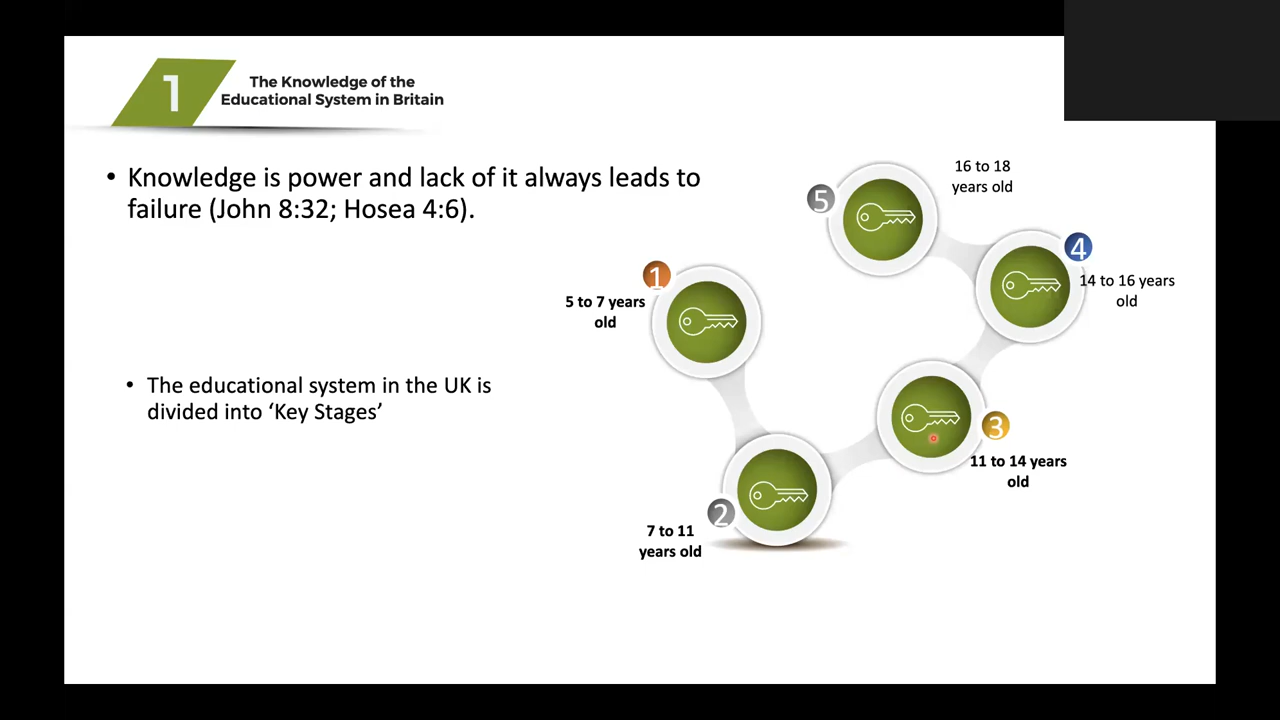 1
The Knowledge of the
Educational System in Britain
• Knowledge is power and lack of it always leads to
failure (John 8:32; Hosea 4:6).
• The educational system in the UK is
divided into ‘Key Stages’
1
5 to 7 years
old
2
7 to 11
years old
3
11 to 14 years
old
4
14 to 16 years
old
5
16 to 18
years old